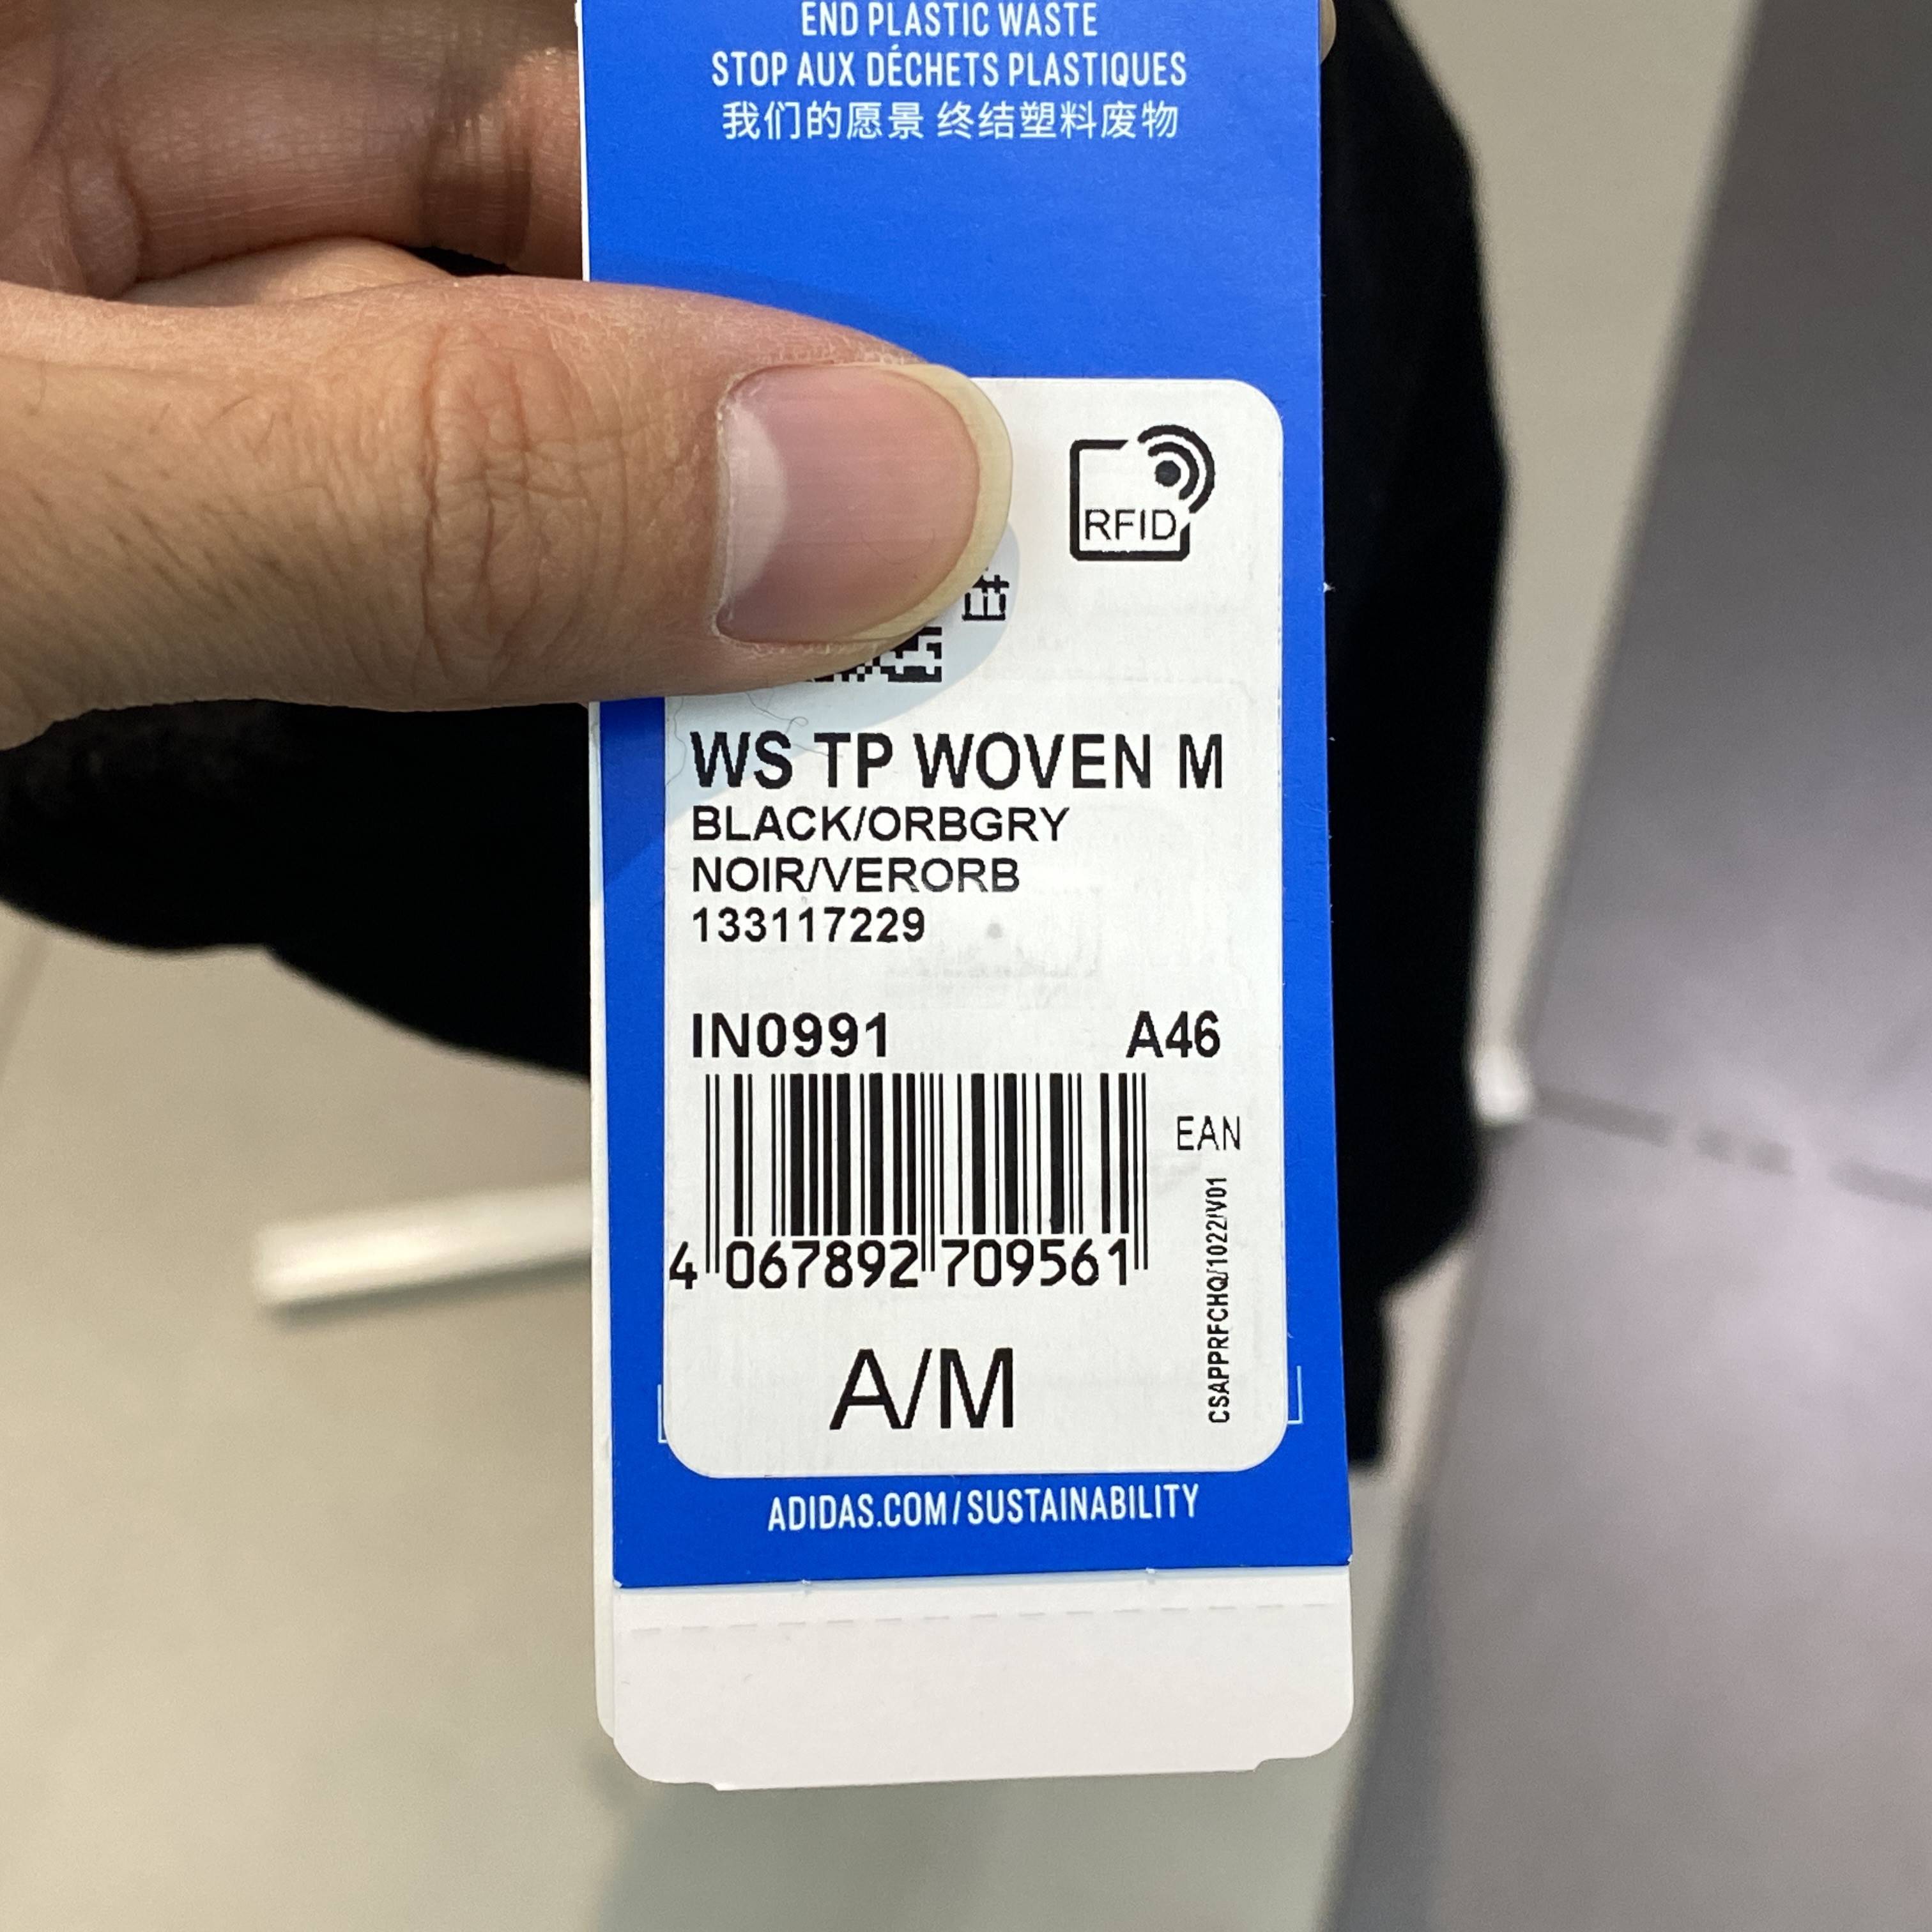 END PLASTIC WASTE
STOP AUX DÉCHETS PLASTIQUES
我们的愿景 终结塑料废物
RFID
WS TP WOVEN M
BLACK/ORBGRY
NOIR/VERORB
133117229
IN0991 A46
EAN
4 067892 709561
CSAPPRFCHQ/1022/V01
A/M
ADIDAS.COM/SUSTAINABILITY